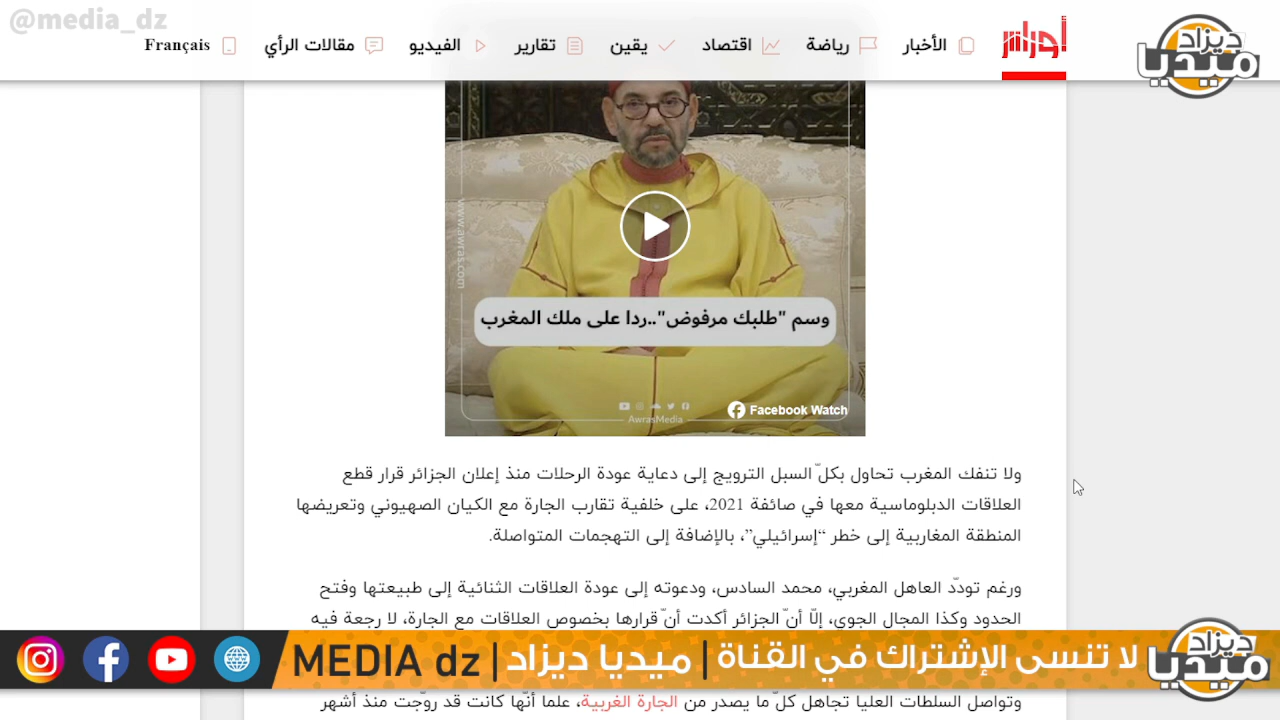 @media_dz
أوراس
الأخبار
رياضة
اقتصاد
يقين
تقارير
الفيديو
مقالات الرأي
Français
ديزاد
ميديا
www.awras.com
وسم "طلبك مرفوض"..ردا على ملك المغرب
AwrasMedia
Facebook Watch
ولا تنفك المغرب تحاول بكلّ السبل الترويج إلى دعاية عودة الرحلات منذ إعلان الجزائر قرار قطع
العلاقات الدبلوماسية معها في صائفة 2021، على خلفية تقارب الجارة مع الكيان الصهيوني وتعريضها
المنطقة المغاربية إلى خطر “إسرائيلي”، بالإضافة إلى التهجمات المتواصلة.
ورغم تودّد العاهل المغربي، محمد السادس، ودعوته إلى عودة العلاقات الثنائية إلى طبيعتها وفتح
الحدود وكذا المجال الجوي، إلّا أنّ الجزائر أكدت أنّ قرارها بخصوص العلاقات مع الجارة، لا رجعة فيه
لا تنسى الإشتراك في القناة | ميديا ديزاد | MEDIA dz
ديزاد
ميديا
وتواصل السلطات العليا تجاهل كلّ ما يصدر من الجارة الغربية، علما أنّها كانت قد روّجت منذ أشهر